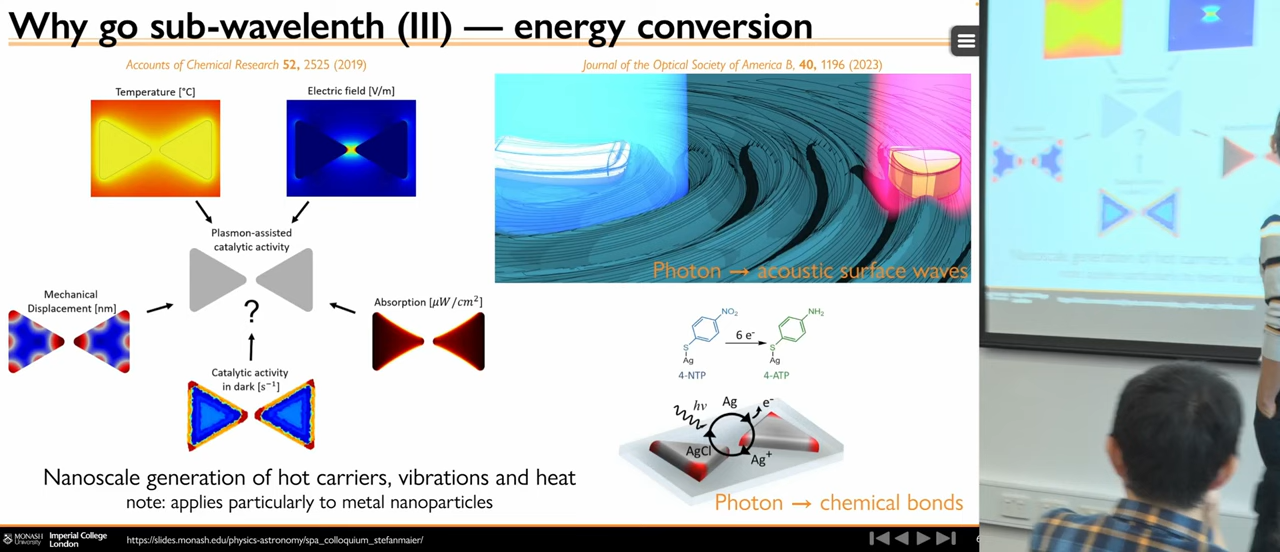 Why go sub-wavelenth (III) — energy conversion
Accounts of Chemical Research 52, 2525 (2019)
Temperature [°C]
Electric field [V/m]
Plasmon-assisted
catalytic activity
Mechanical
Displacement [nm]
Absorption [μW/cm²]
?
Catalytic activity
in dark [s⁻¹]
Nanoscale generation of hot carriers, vibrations and heat
note: applies particularly to metal nanoparticles
Journal of the Optical Society of America B, 40, 1196 (2023)
Photon → acoustic surface waves
NO₂
NH₂
6 e⁻
S
S
Ag
Ag
4-NTP
4-ATP
hν
Ag
e⁻
AgCl
Ag⁺
Photon → chemical bonds
MONASH
University
Imperial College
London
https://slides.monash.edu/physics-astronomy/spa_colloquium_stefanmaier/